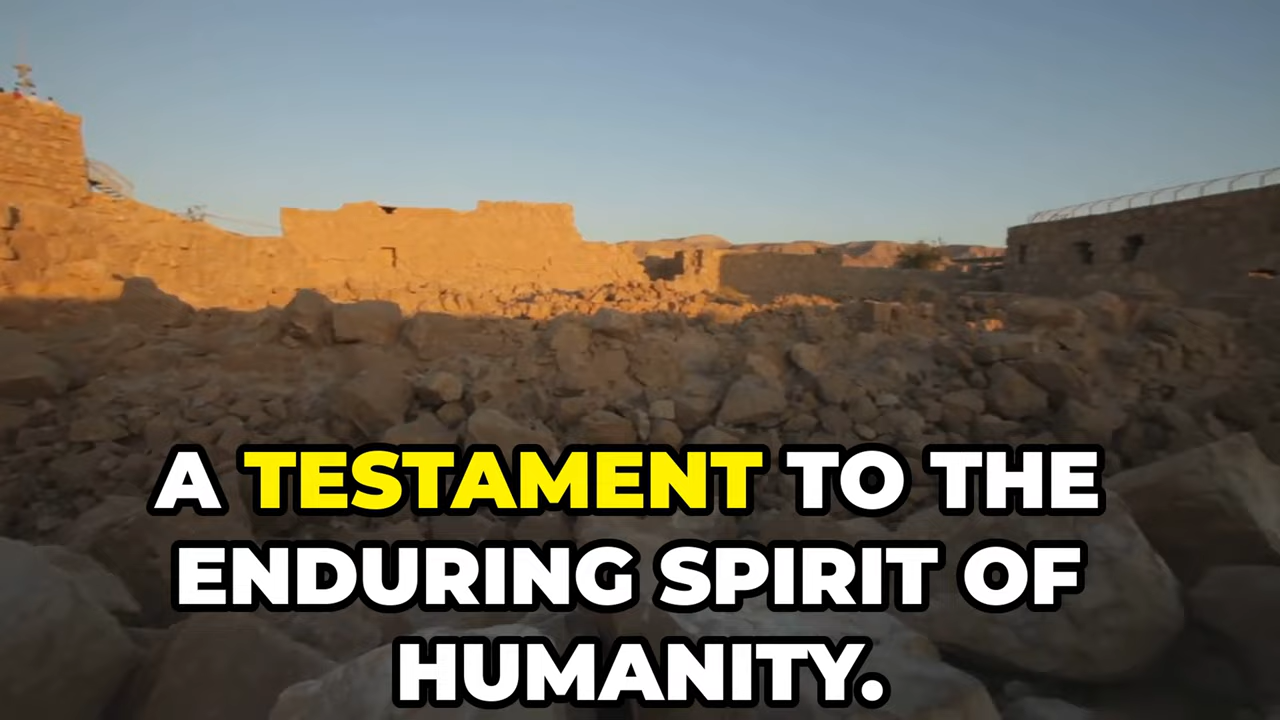 A TESTAMENT TO THE
ENDURING SPIRIT OF
HUMANITY.